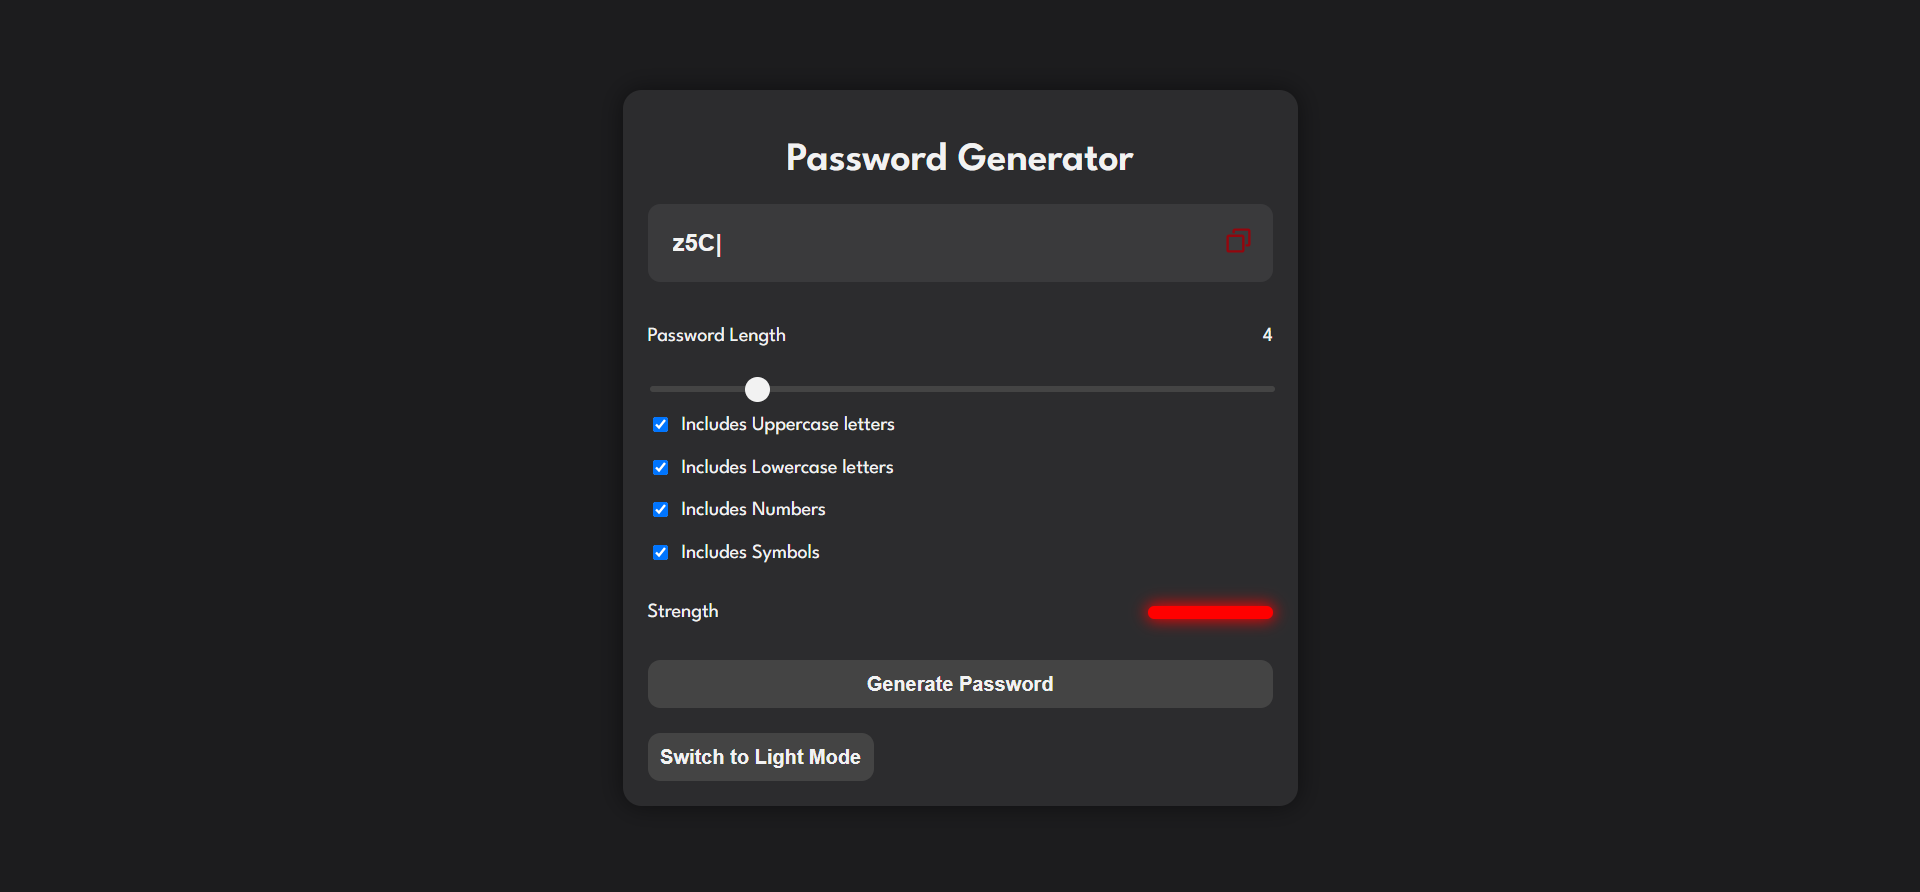 Password Generator
z5C|
Password Length 4
Includes Uppercase letters
Includes Lowercase letters
Includes Numbers
Includes Symbols
Strength
Generate Password
Switch to Light Mode